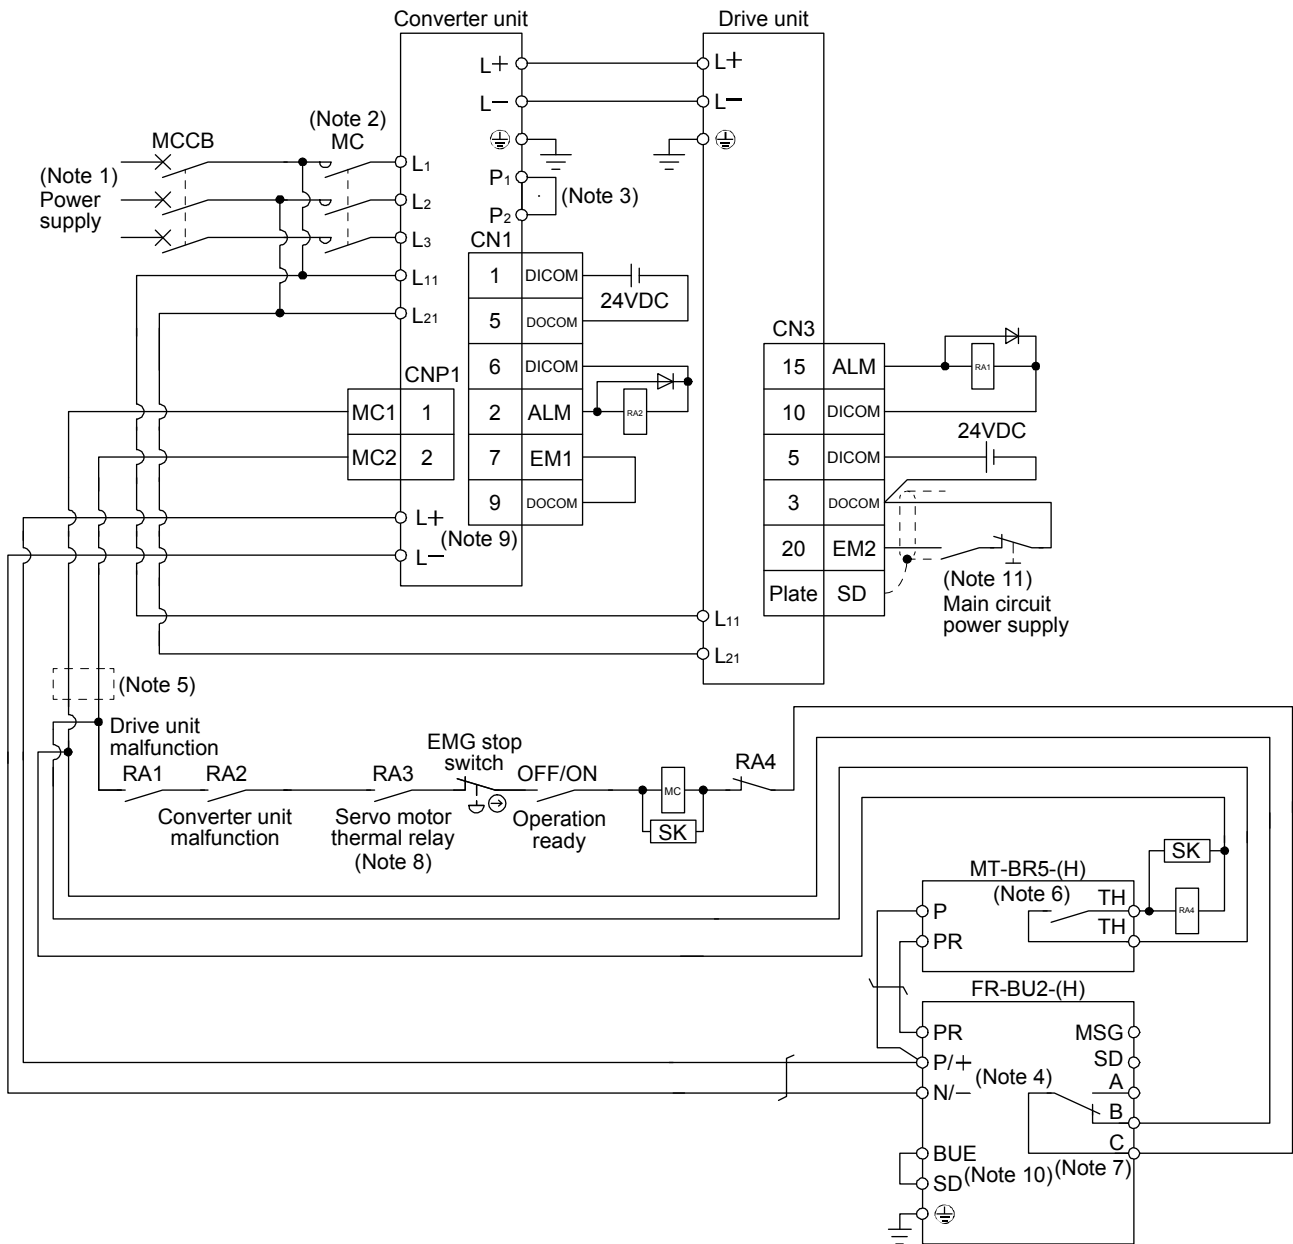 Converter unit
Drive unit
L+
L+
L−
L−
(Note 2)
MC
MCCB
(Note 1)
Power
supply
L1
L2
L3
L11
L21
P1
P2
(Note 3)
CN1
1 DICOM
5 DOCOM
6 DICOM
2 ALM
7 EM1
9 DOCOM
24VDC
RA2
CNP1
MC1 1
MC2 2
L+
(Note 9)
L−
CN3
15 ALM
10 DICOM
5 DICOM
3 DOCOM
20 EM2
Plate SD
RA1
24VDC
(Note 11)
Main circuit
power supply
L11
L21
(Note 5)
Drive unit
malfunction
RA1
RA2
Converter unit
malfunction
RA3
Servo motor
thermal relay
(Note 8)
EMG stop
switch
OFF/ON
Operation
ready
MC
SK
RA4
SK
MT-BR5-(H)
(Note 6)
P
PR
TH
TH
RA4
FR-BU2-(H)
PR
P/+
N/−
(Note 4)
MSG
SD
A
B
C
BUE
SD
(Note 10)
(Note 7)